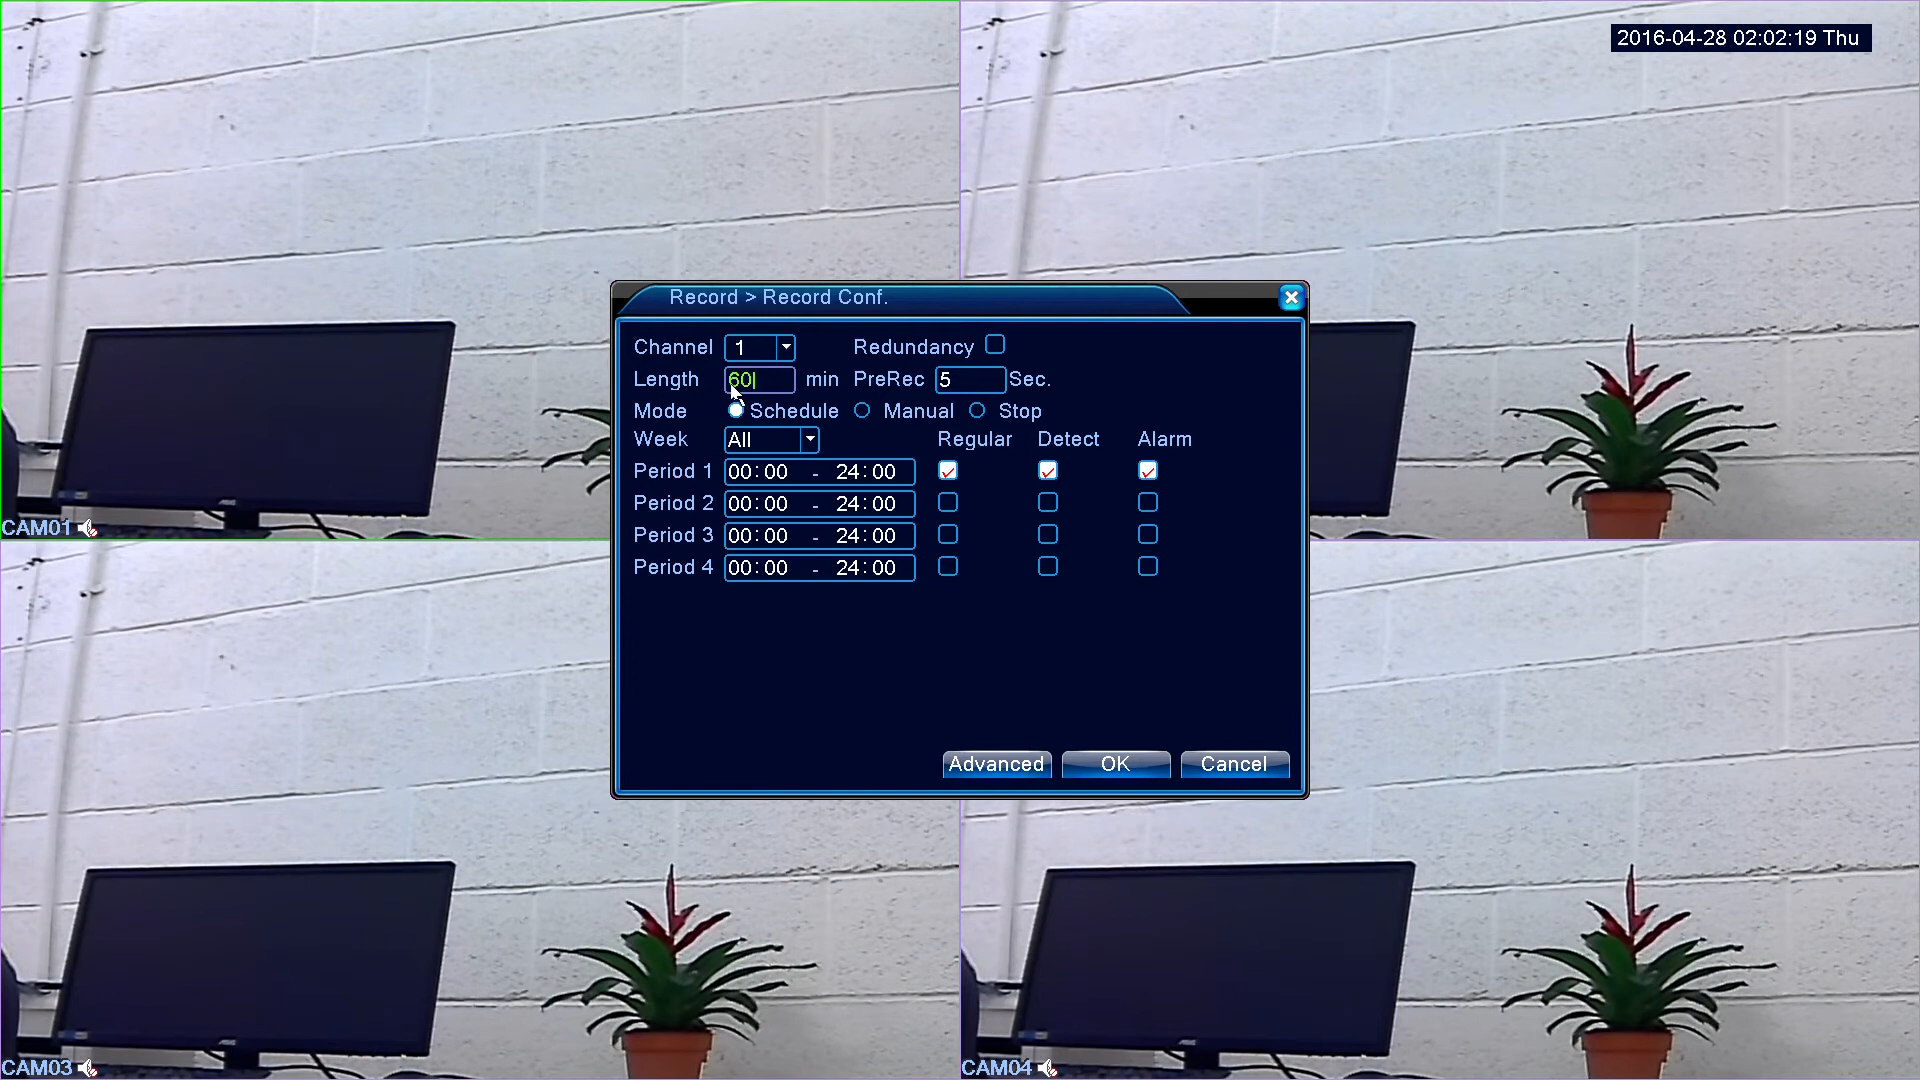 2016-04-28 02:02:19 Thu
Record > Record Conf.
Channel 1 Redundancy
Length 60 min PreRec 5 Sec.
Mode Schedule Manual Stop
Week All Regular Detect Alarm
Period 1 00:00 - 24:00
Period 2 00:00 - 24:00
Period 3 00:00 - 24:00
Period 4 00:00 - 24:00
CAM01
Advanced OK Cancel
CAM03
CAM04